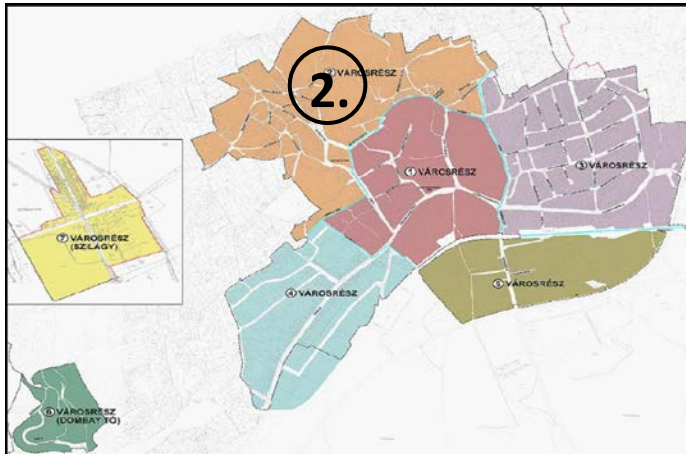 ② VÁROSRÉSZ
2.
① VÁROSRÉSZ
③ VÁROSRÉSZ
⑦ VÁROSRÉSZ
(SZILÁGY)
④ VÁROSRÉSZ
⑤ VÁROSRÉSZ
⑥ VÁROSRÉSZ
(DOMBAY TÓ)